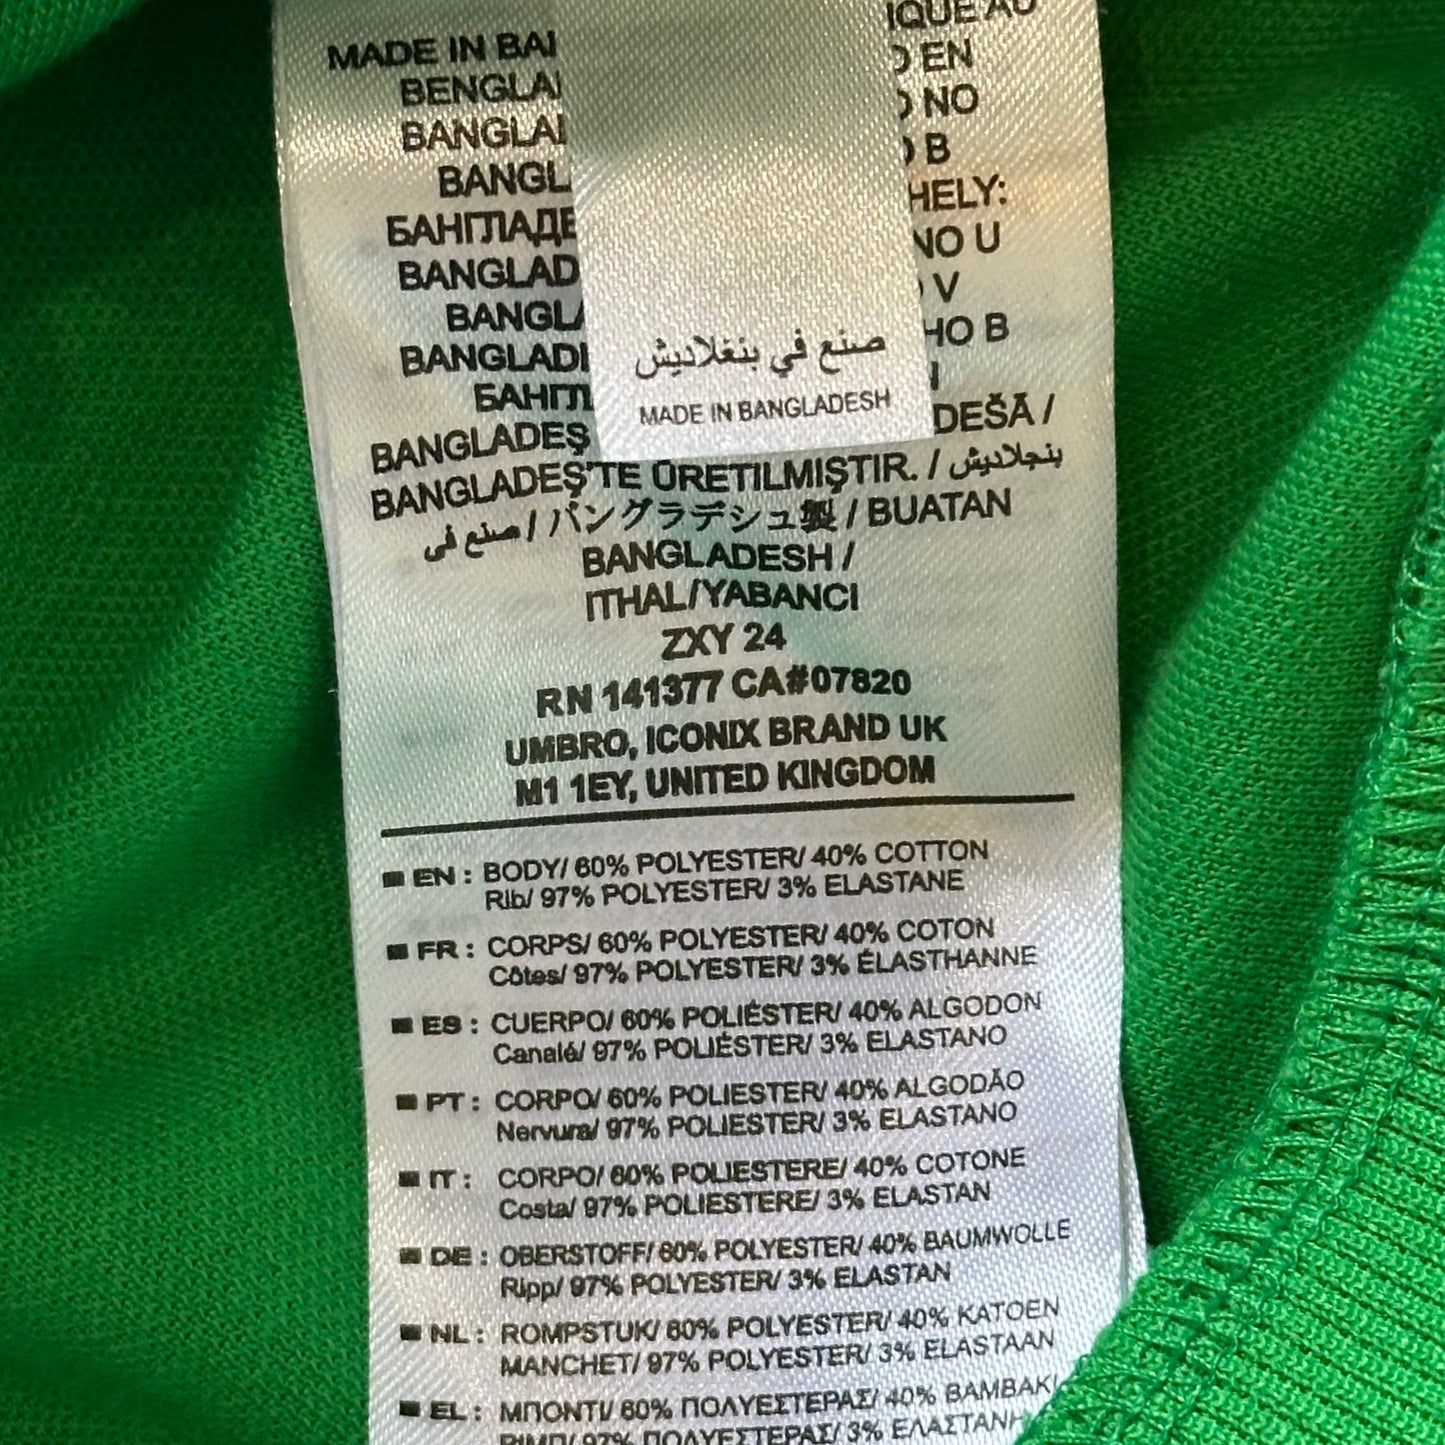 MADE IN BAI IQUE AU
BENGLA EN
BANGLA NO
BANGL B
БАНГЛАДЕ HELY:
BANGLAD NO U
BANGL V
BANGLADI HO B
БАНГЛ
صنع في بنغلاديش
MADE IN BANGLADESH
BANGLADEŞ DEŠĀ /
BANGLADEŞ'TE ÜRETILMIŞTIR. / بنجلاديش
صنع فى / バングラデシュ製 / BUATAN
BANGLADESH /
ITHAL/YABANCI
ZXY 24
RN 141377 CA#07820
UMBRO, ICONIX BRAND UK
M1 1EY, UNITED KINGDOM
EN : BODY/ 60% POLYESTER/ 40% COTTON
Rib/ 97% POLYESTER/ 3% ELASTANE
FR : CORPS/ 60% POLYESTER/ 40% COTON
Côtes/ 97% POLYESTER/ 3% ÉLASTHANNE
ES : CUERPO/ 60% POLIÉSTER/ 40% ALGODON
Canalé/ 97% POLIÉSTER/ 3% ELASTANO
PT : CORPO/ 60% POLIESTER/ 40% ALGODÃO
Nervura/ 97% POLIESTER/ 3% ELASTANO
IT : CORPO/ 60% POLIESTERE/ 40% COTONE
Costa/ 97% POLIESTERE/ 3% ELASTAN
DE : OBERSTOFF/ 60% POLYESTER/ 40% BAUMWOLLE
Ripp/ 97% POLYESTER/ 3% ELASTAN
NL : ROMPSTUK/ 60% POLYESTER/ 40% KATOEN
MANCHET/ 97% POLYESTER/ 3% ELASTAAN
EL : ΜΠΟΝΤΙ/ 60% ΠΟΛΥΕΣΤΕΡΑΣ/ 40% ΒΑΜΒΑΚΙ
ΡΙΜΠ/ 97% ΠΟΛΥΕΣΤΕΡΑΣ/ 3% ΕΛΑΣΤΑΝΗ